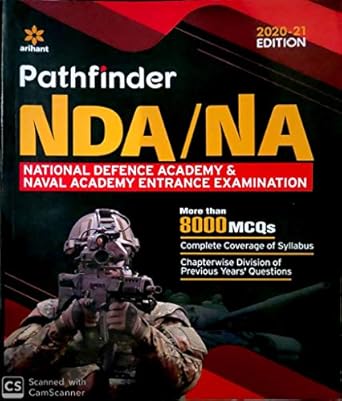 arihant
2020-21
EDITION
Pathfinder
NDA/NA
NATIONAL DEFENCE ACADEMY &
NAVAL ACADEMY ENTRANCE EXAMINATION
More than
8000 MCQs
Complete Coverage of Syllabus
Chapterwise Division of
Previous Years' Questions
CS Scanned with
CamScanner